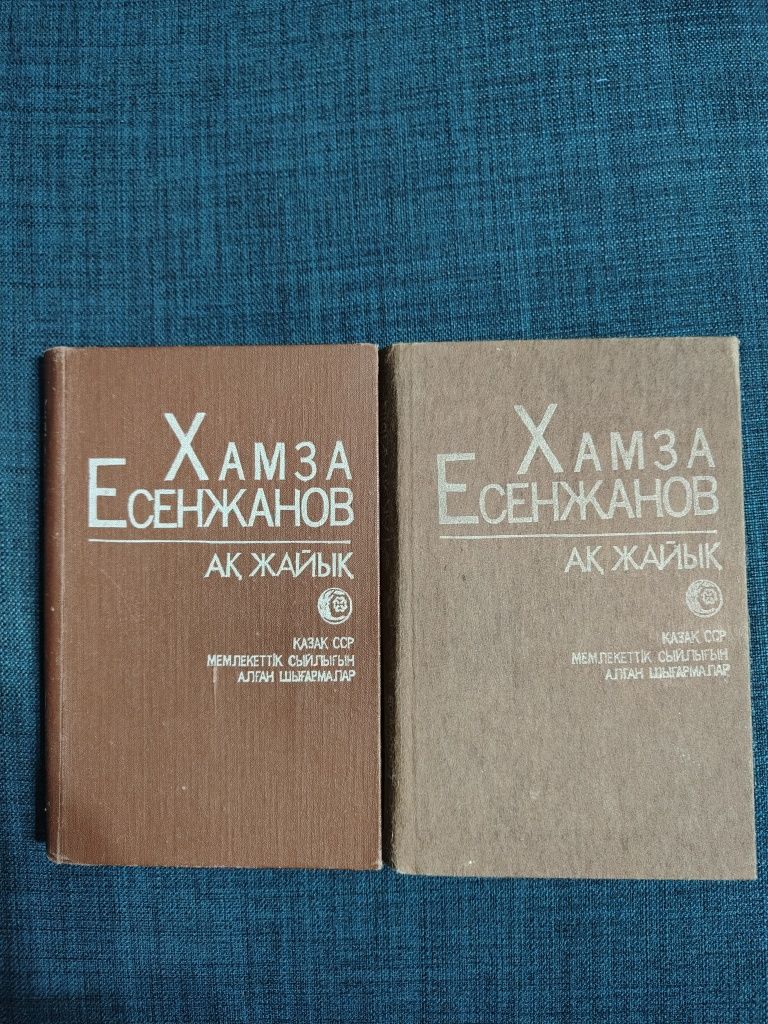 ХАМЗА
ЕСЕНЖАНОВ
АҚ ЖАЙЫҚ
ҚАЗАҚ ССР
МЕМЛЕКЕТТІК СЫЙЛЫҒЫН
АЛҒАН ШЫҒАРМАЛАР
ХАМЗА
ЕСЕНЖАНОВ
АҚ ЖАЙЫҚ
ҚАЗАҚ ССР
МЕМЛЕКЕТТІК СЫЙЛЫҒЫН
АЛҒАН ШЫҒАРМАЛАР